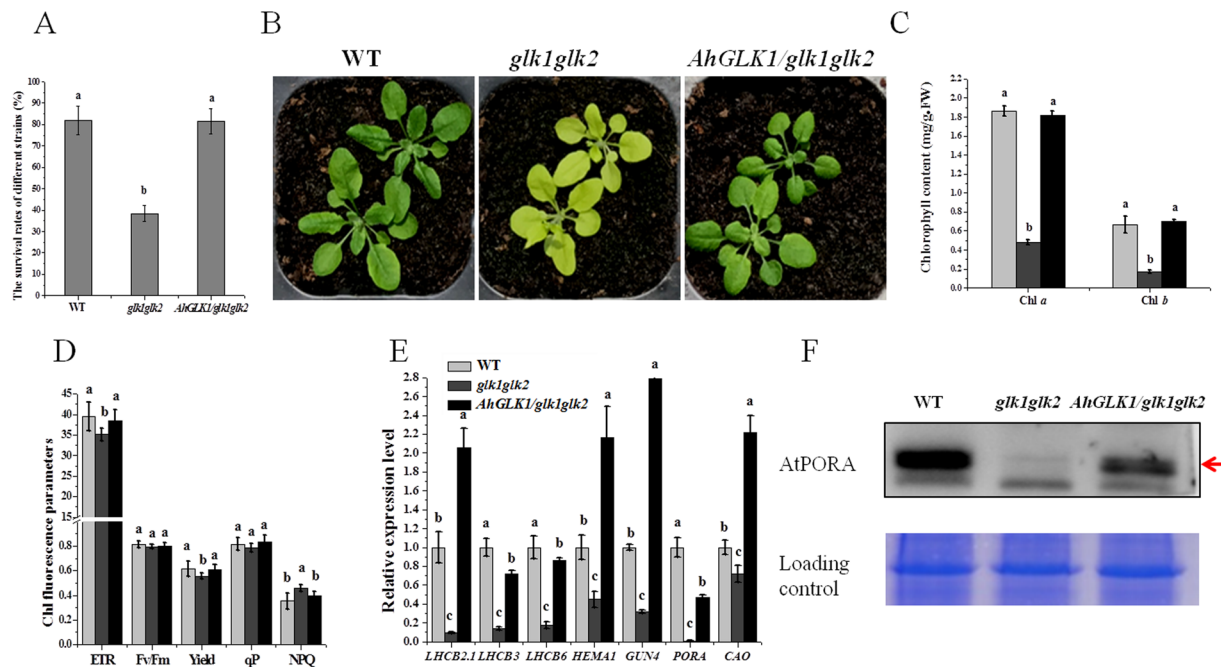 A
The survival rates of different strains (%)
100
90
80
70
60
50
40
30
20
10
0
a
b
a
WT
glk1glk2
AhGLK1/glk1glk2
B
WT
glk1glk2
AhGLK1/glk1glk2
C
Chlorophyll content (mg/g.FW)
2.2
2.0
1.8
1.6
1.4
1.2
1.0
0.8
0.6
0.4
0.2
0.0
a
b
a
a
b
a
Chl a
Chl b
D
Chl fluorescence parameters
45
40
35
30
25
20
15
0.8
0.6
0.4
0.2
0.0
a b a
a a a
a b a
a a a
b a b
ETR
Fv/Fm
Yield
qP
NPQ
E
WT
glk1glk2
AhGLK1/glk1glk2
Relative expression level
2.8
2.6
2.4
2.2
2.0
1.8
1.6
1.4
1.2
1.0
0.8
0.6
0.4
0.2
0.0
b c a
a c b
a c b
b c a
b c a
a c b
b c a
LHCB2.1
LHCB3
LHCB6
HEMA1
GUN4
PORA
CAO
F
WT
glk1glk2
AhGLK1/glk1glk2
AtPORA
Loading
control